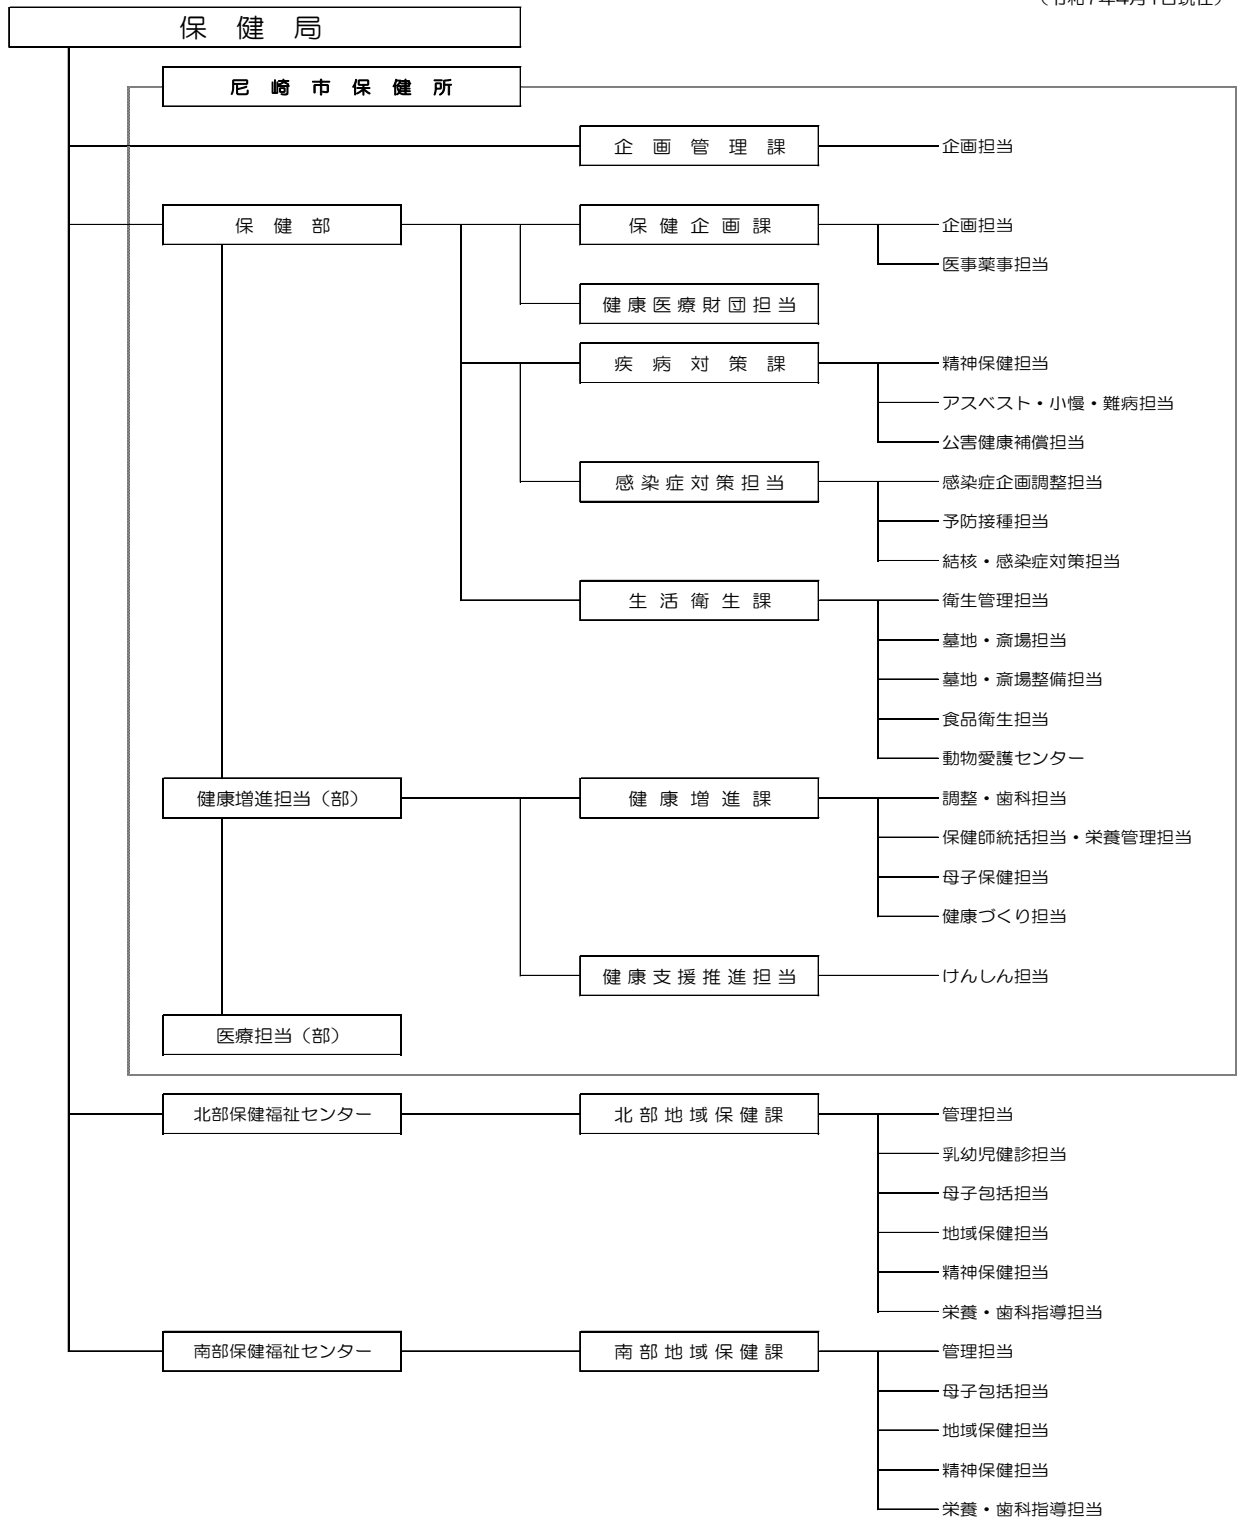 （令和7年4月1日現在）
保健局
尼崎市保健所
企画管理課 企画担当
保健部 保健企画課 企画担当
医事薬事担当
健康医療財団担当
疾病対策課 精神保健担当
アスベスト・小慢・難病担当
公害健康補償担当
感染症対策担当 感染症企画調整担当
予防接種担当
結核・感染症対策担当
生活衛生課 衛生管理担当
墓地・斎場担当
墓地・斎場整備担当
食品衛生担当
動物愛護センター
健康増進担当（部） 健康増進課 調整・歯科担当
保健師統括担当・栄養管理担当
母子保健担当
健康づくり担当
健康支援推進担当 けんしん担当
医療担当（部）
北部保健福祉センター 北部地域保健課 管理担当
乳幼児健診担当
母子包括担当
地域保健担当
精神保健担当
栄養・歯科指導担当
南部保健福祉センター 南部地域保健課 管理担当
母子包括担当
地域保健担当
精神保健担当
栄養・歯科指導担当